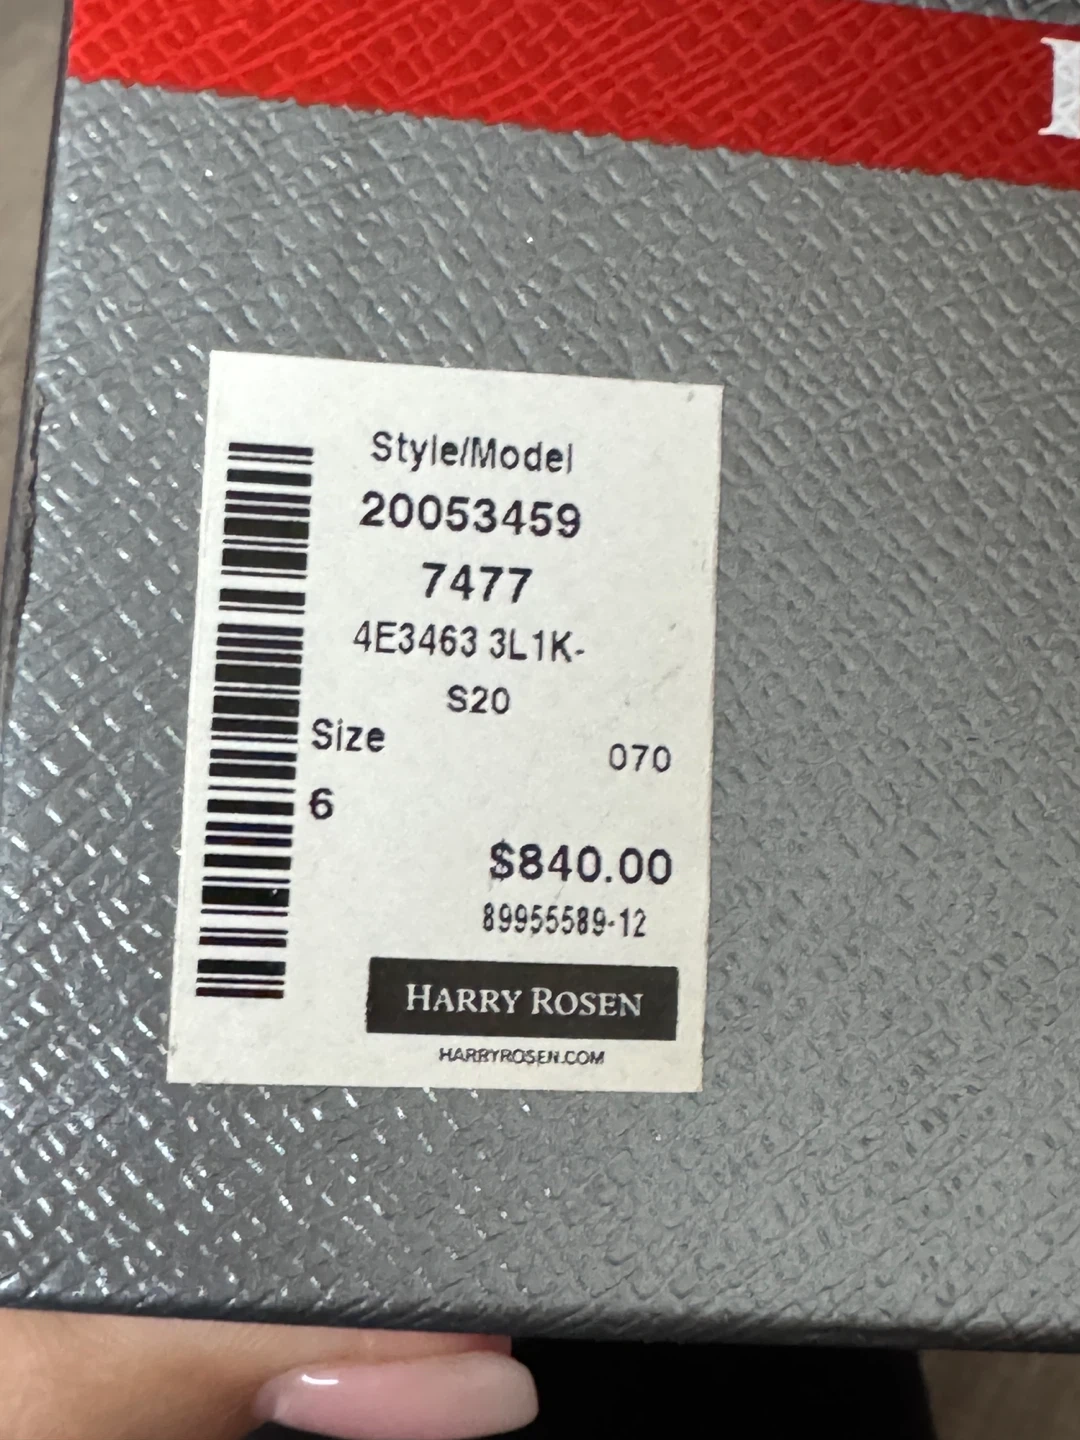 Style/Model
20053459
7477
4E3463 3L1K-
S20
Size
070
6
$840.00
89955589-12
HARRY ROSEN
HARRYROSEN.COM